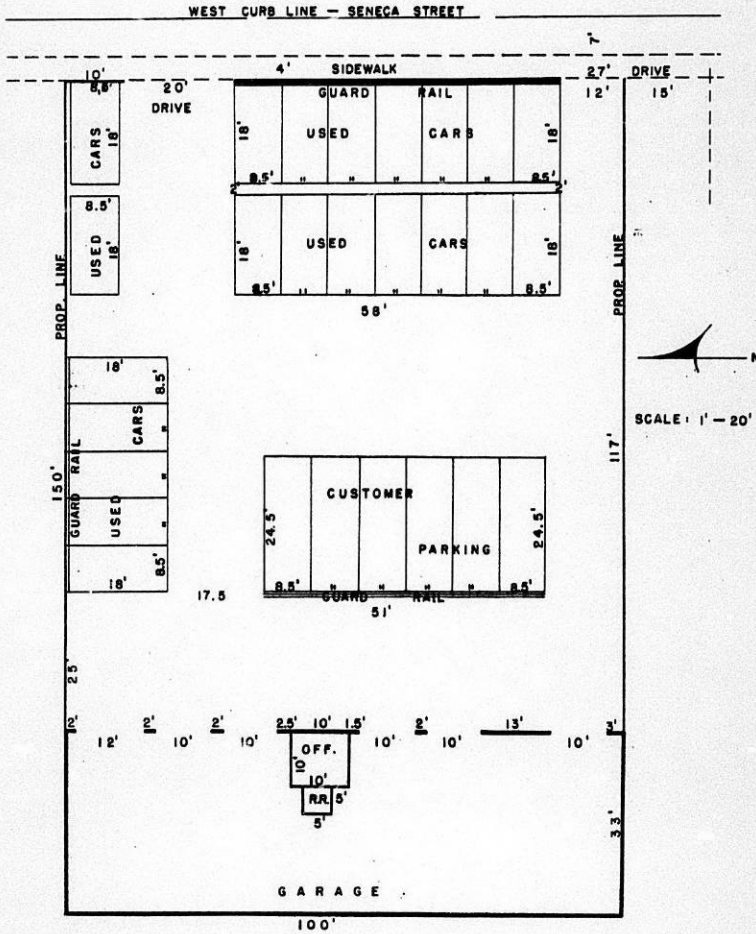 WEST CURB LINE — SENECA STREET
7'
4' SIDEWALK 27' DRIVE
10' 20' 12' 15'
8.5' DRIVE
GUARD RAIL
CARS 18'
18' USED CARS 18'
8.5' " " " " 8.5'
2' 2'
8.5'
USED 18'
18' USED CARS 18'
8.5' " " " " 8.5'
58'
PROP. LINE
PROP. LINE
N
SCALE: 1' — 20'
18' 8.5'
CARS "
GUARD RAIL "
USED "
18' 8.5'
150'
117'
CUSTOMER
24.5' 24.5'
PARKING
8.5' " " " " 8.5'
17.5 GUARD RAIL
51'
25'
2' 2' 2' 2.5' 10' 1.5' 2' 13' 3'
12' 10' 10' OFF. 10' 10' 10'
10'
10'
R.R. 5'
5'
33'
GARAGE
100'